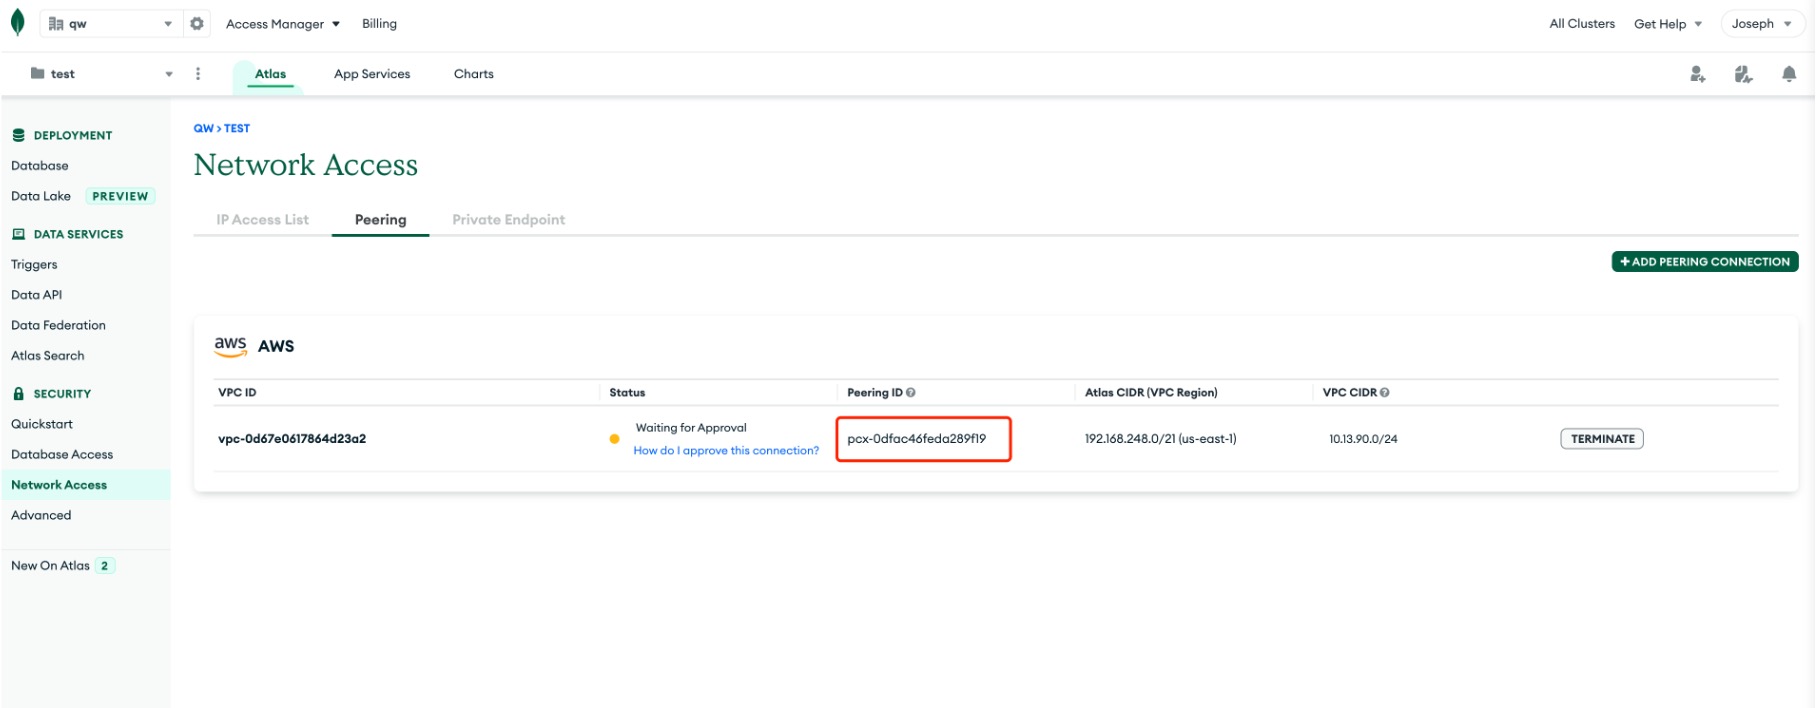 qw
Access Manager
Billing
All Clusters
Get Help
Joseph
test
Atlas
App Services
Charts
DEPLOYMENT
Database
Data Lake PREVIEW
DATA SERVICES
Triggers
Data API
Data Federation
Atlas Search
SECURITY
Quickstart
Database Access
Network Access
Advanced
New On Atlas 2
QW > TEST
Network Access
IP Access List
Peering
Private Endpoint
+ ADD PEERING CONNECTION
aws AWS
VPC ID
Status
Peering ID
Atlas CIDR (VPC Region)
VPC CIDR
vpc-0d67e0617864d23a2
Waiting for Approval
How do I approve this connection?
pcx-0dfac46feda289f19
192.168.248.0/21 (us-east-1)
10.13.90.0/24
TERMINATE